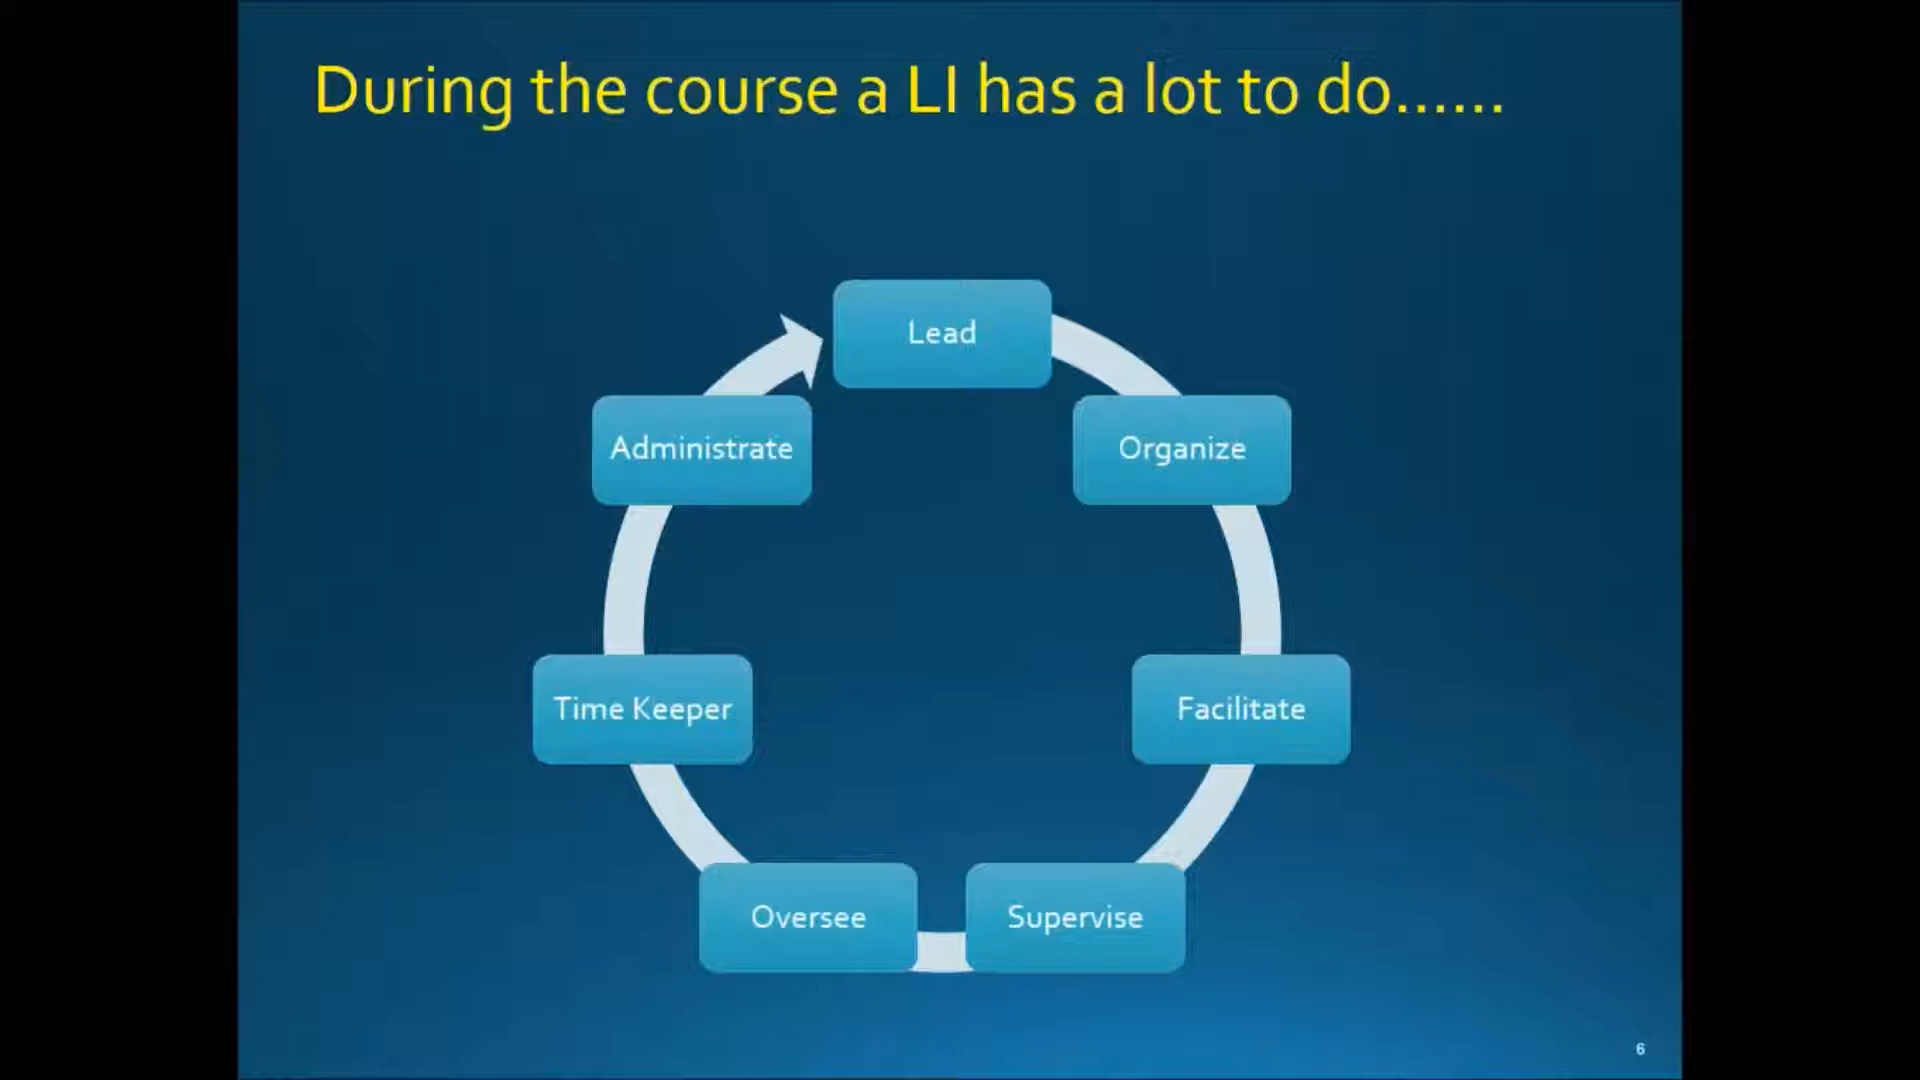 During the course a LI has a lot to do......
Lead
Organize
Facilitate
Supervise
Oversee
Time Keeper
Administrate
6